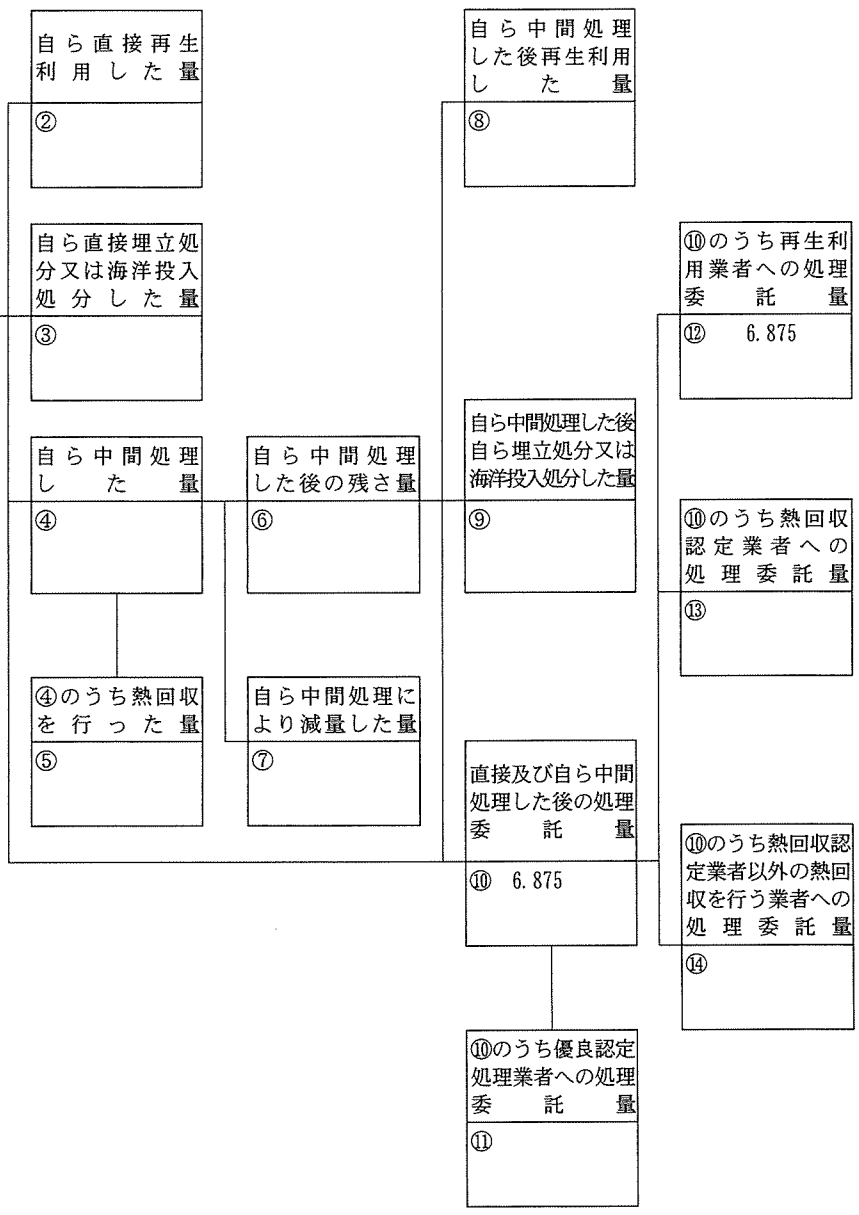 自ら直接再生
利用した量
②
自ら直接埋立処
分又は海洋投入
処分した量
③
自ら中間処理
した量
④
④のうち熱回収
を行った量
⑤
自ら中間処理
した後の残さ量
⑥
自ら中間処理に
より減量した量
⑦
自ら中間処理
した後再生利用
した量
⑧
自ら中間処理した後
自ら埋立処分又は
海洋投入処分した量
⑨
直接及び自ら中間
処理した後の処理
委託量
⑩ 6.875
⑩のうち優良認定
処理業者への処理
委託量
⑪
⑩のうち再生利
用業者への処理
委託量
⑫ 6.875
⑩のうち熱回収
認定業者への
処理委託量
⑬
⑩のうち熱回収認
定業者以外の熱回
収を行う業者への
処理委託量
⑭